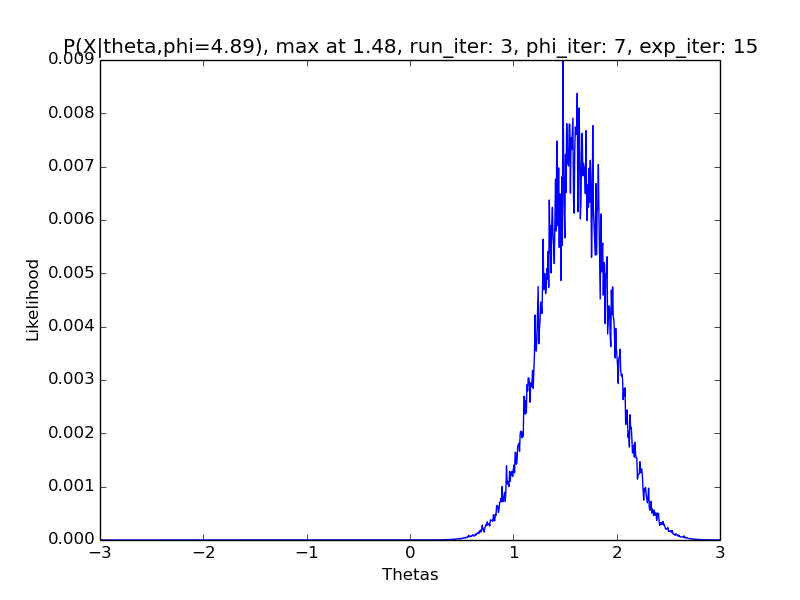 P(X|theta,phi=4.89), max at 1.48, run_iter: 3, phi_iter: 7, exp_iter: 15
0.009
0.008
0.007
0.006
0.005
0.004
0.003
0.002
0.001
0.000
Likelihood
−3 −2 −1 0 1 2 3
Thetas